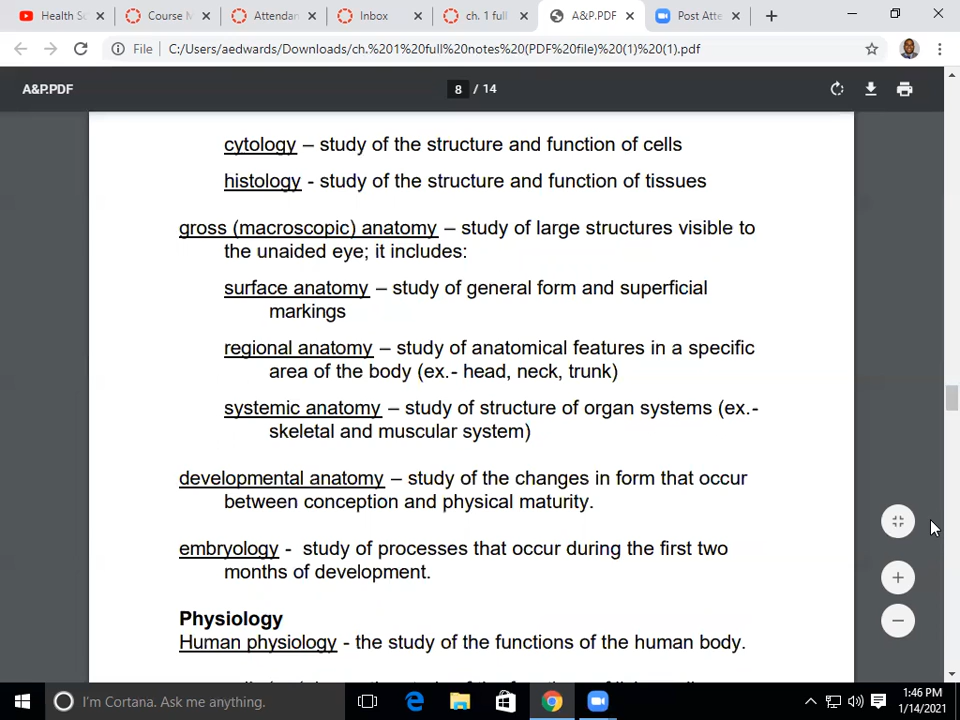 Health Sc
Course M
Attendan
Inbox
ch. 1 full
A&P.PDF
Post Atte
File
C:/Users/aedwards/Downloads/ch.%201%20full%20notes%20(PDF%20file)%20(1)%20(1).pdf
A&P.PDF
8 / 14
cytology – study of the structure and function of cells
histology - study of the structure and function of tissues
gross (macroscopic) anatomy – study of large structures visible to
the unaided eye; it includes:
surface anatomy – study of general form and superficial
markings
regional anatomy – study of anatomical features in a specific
area of the body (ex.- head, neck, trunk)
systemic anatomy – study of structure of organ systems (ex.-
skeletal and muscular system)
developmental anatomy – study of the changes in form that occur
between conception and physical maturity.
embryology - study of processes that occur during the first two
months of development.
Physiology
Human physiology - the study of the functions of the human body.
I'm Cortana. Ask me anything.
1:46 PM
1/14/2021